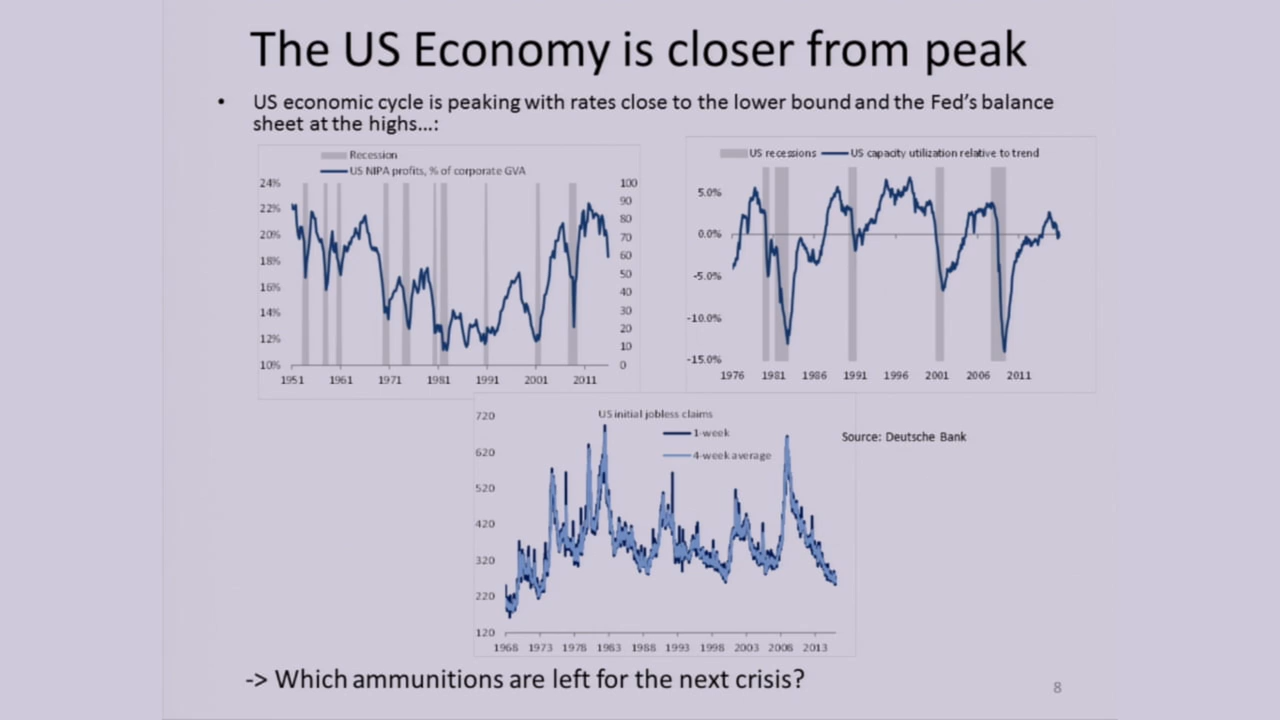 The US Economy is closer from peak
• US economic cycle is peaking with rates close to the lower bound and the Fed's balance
sheet at the highs...:
Recession
US NIPA profits, % of corporate GVA
24%
22%
20%
18%
16%
14%
12%
10%
100
90
80
70
60
50
40
30
20
10
0
1951 1961 1971 1981 1991 2001 2011
US recessions US capacity utilization relative to trend
5.0%
0.0%
-5.0%
-10.0%
-15.0%
1976 1981 1986 1991 1996 2001 2006 2011
US initial jobless claims
1-week
4-week average
720
620
520
420
320
220
120
1968 1973 1978 1983 1988 1993 1998 2003 2008 2013
Source: Deutsche Bank
-> Which ammunitions are left for the next crisis?
8